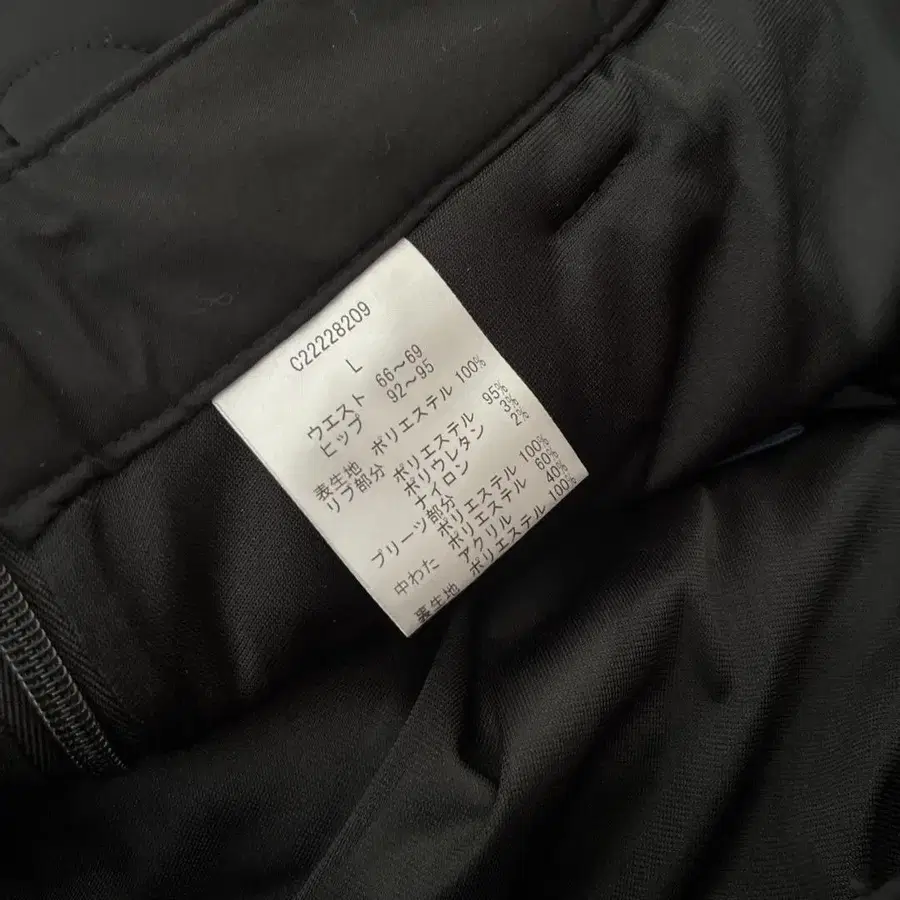 C22228209
L
ウエスト 66～69
ヒップ 92～95
表生地 ポリエステル 100%
リブ部分 ポリエステル 95%
ポリウレタン 3%
ナイロン 2%
プリーツ部分
ポリエステル 100%
中わた ポリエステル 60%
アクリル 40%
裏生地 ポリエステル 100%